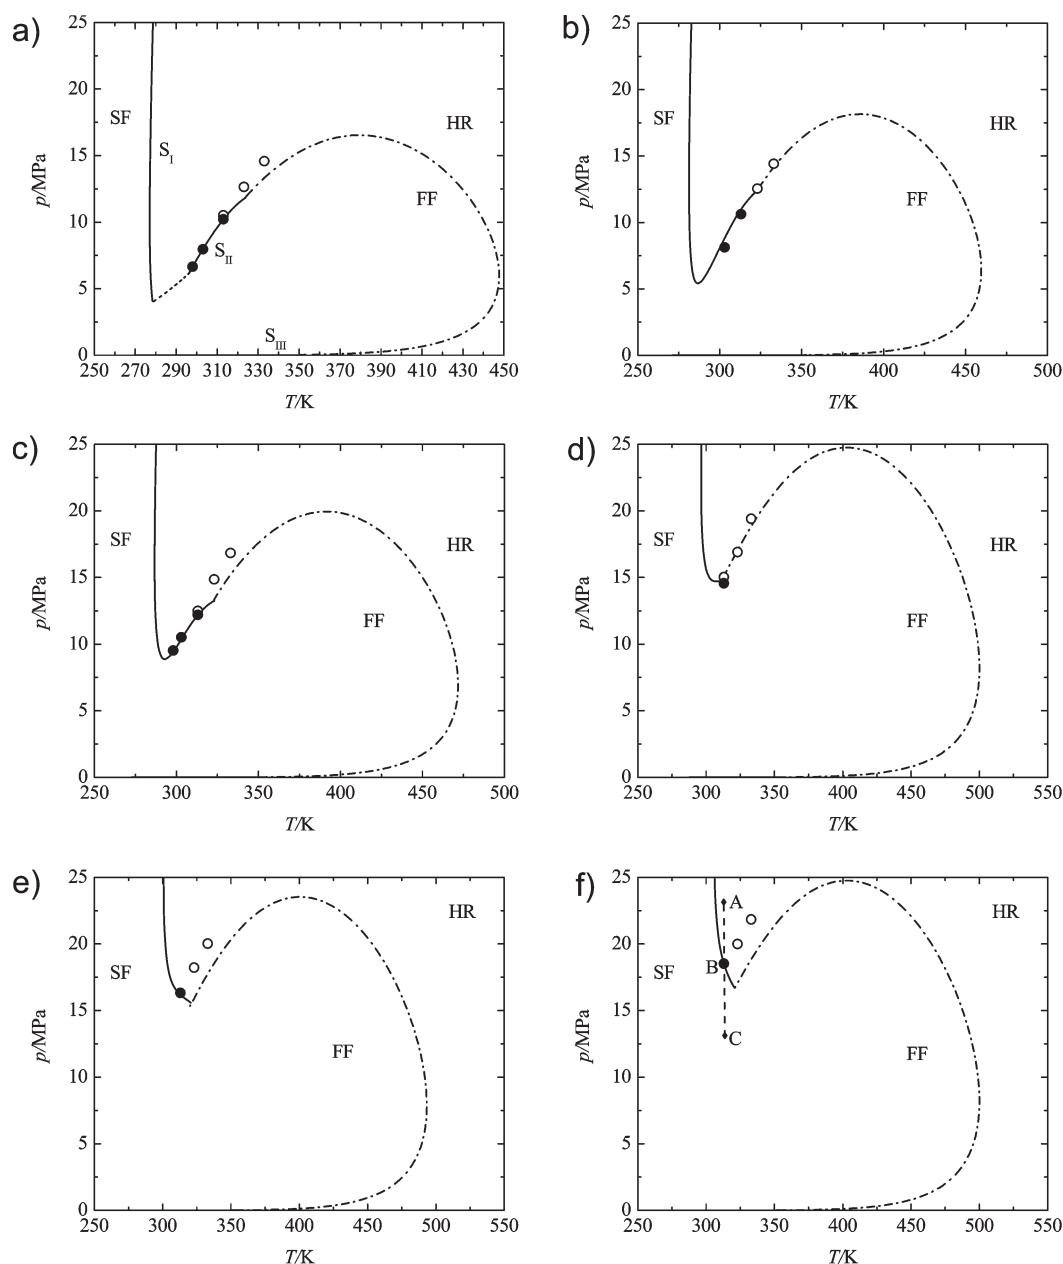 a)
25
20
15
10
5
0
p/MPa
SF
S_I
S_II
S_III
HR
FF
250 270 290 310 330 350 370 390 410 430 450
T/K
b)
25
20
15
10
5
0
p/MPa
SF
HR
FF
250 300 350 400 450 500
T/K
c)
25
20
15
10
5
0
p/MPa
SF
HR
FF
250 300 350 400 450 500
T/K
d)
25
20
15
10
5
0
p/MPa
SF
HR
FF
250 300 350 400 450 500 550
T/K
e)
25
20
15
10
5
0
p/MPa
SF
HR
FF
250 300 350 400 450 500 550
T/K
f)
25
20
15
10
5
0
p/MPa
SF
A
B
C
HR
FF
250 300 350 400 450 500 550
T/K